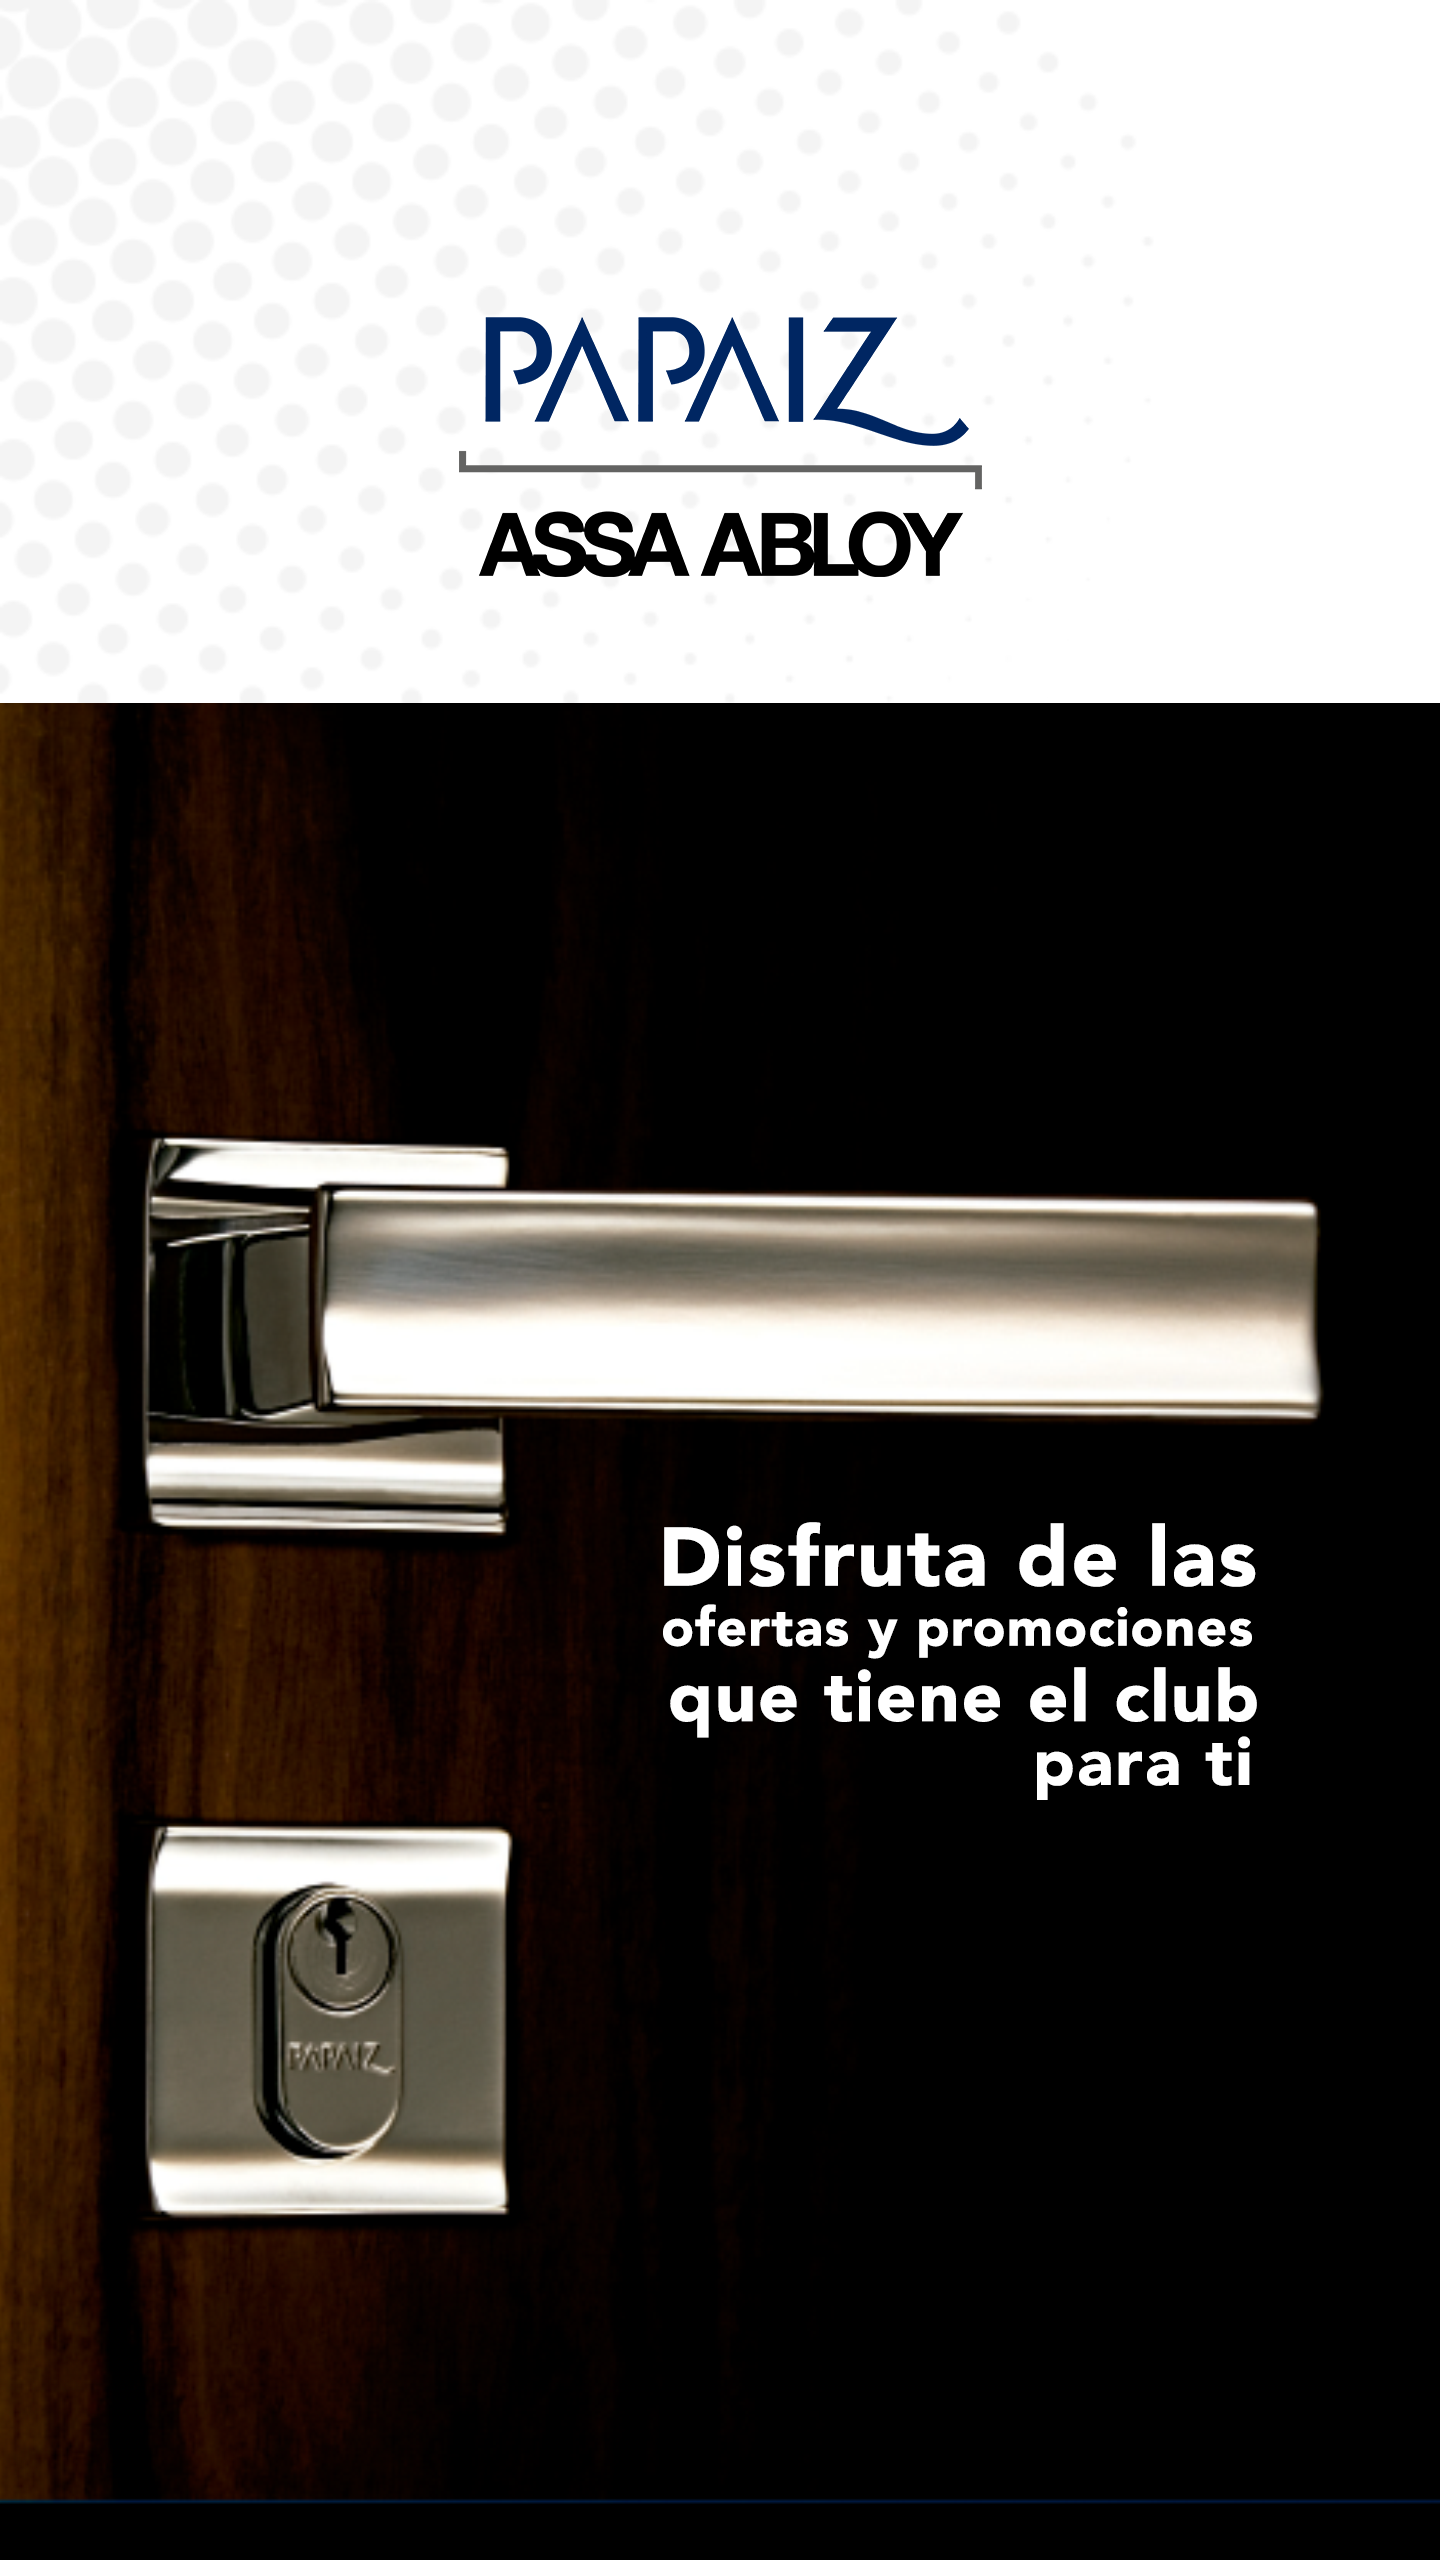 PAPAIZ
ASSA ABLOY
Disfruta de las
ofertas y promociones
que tiene el club
para ti
PAPAIZ